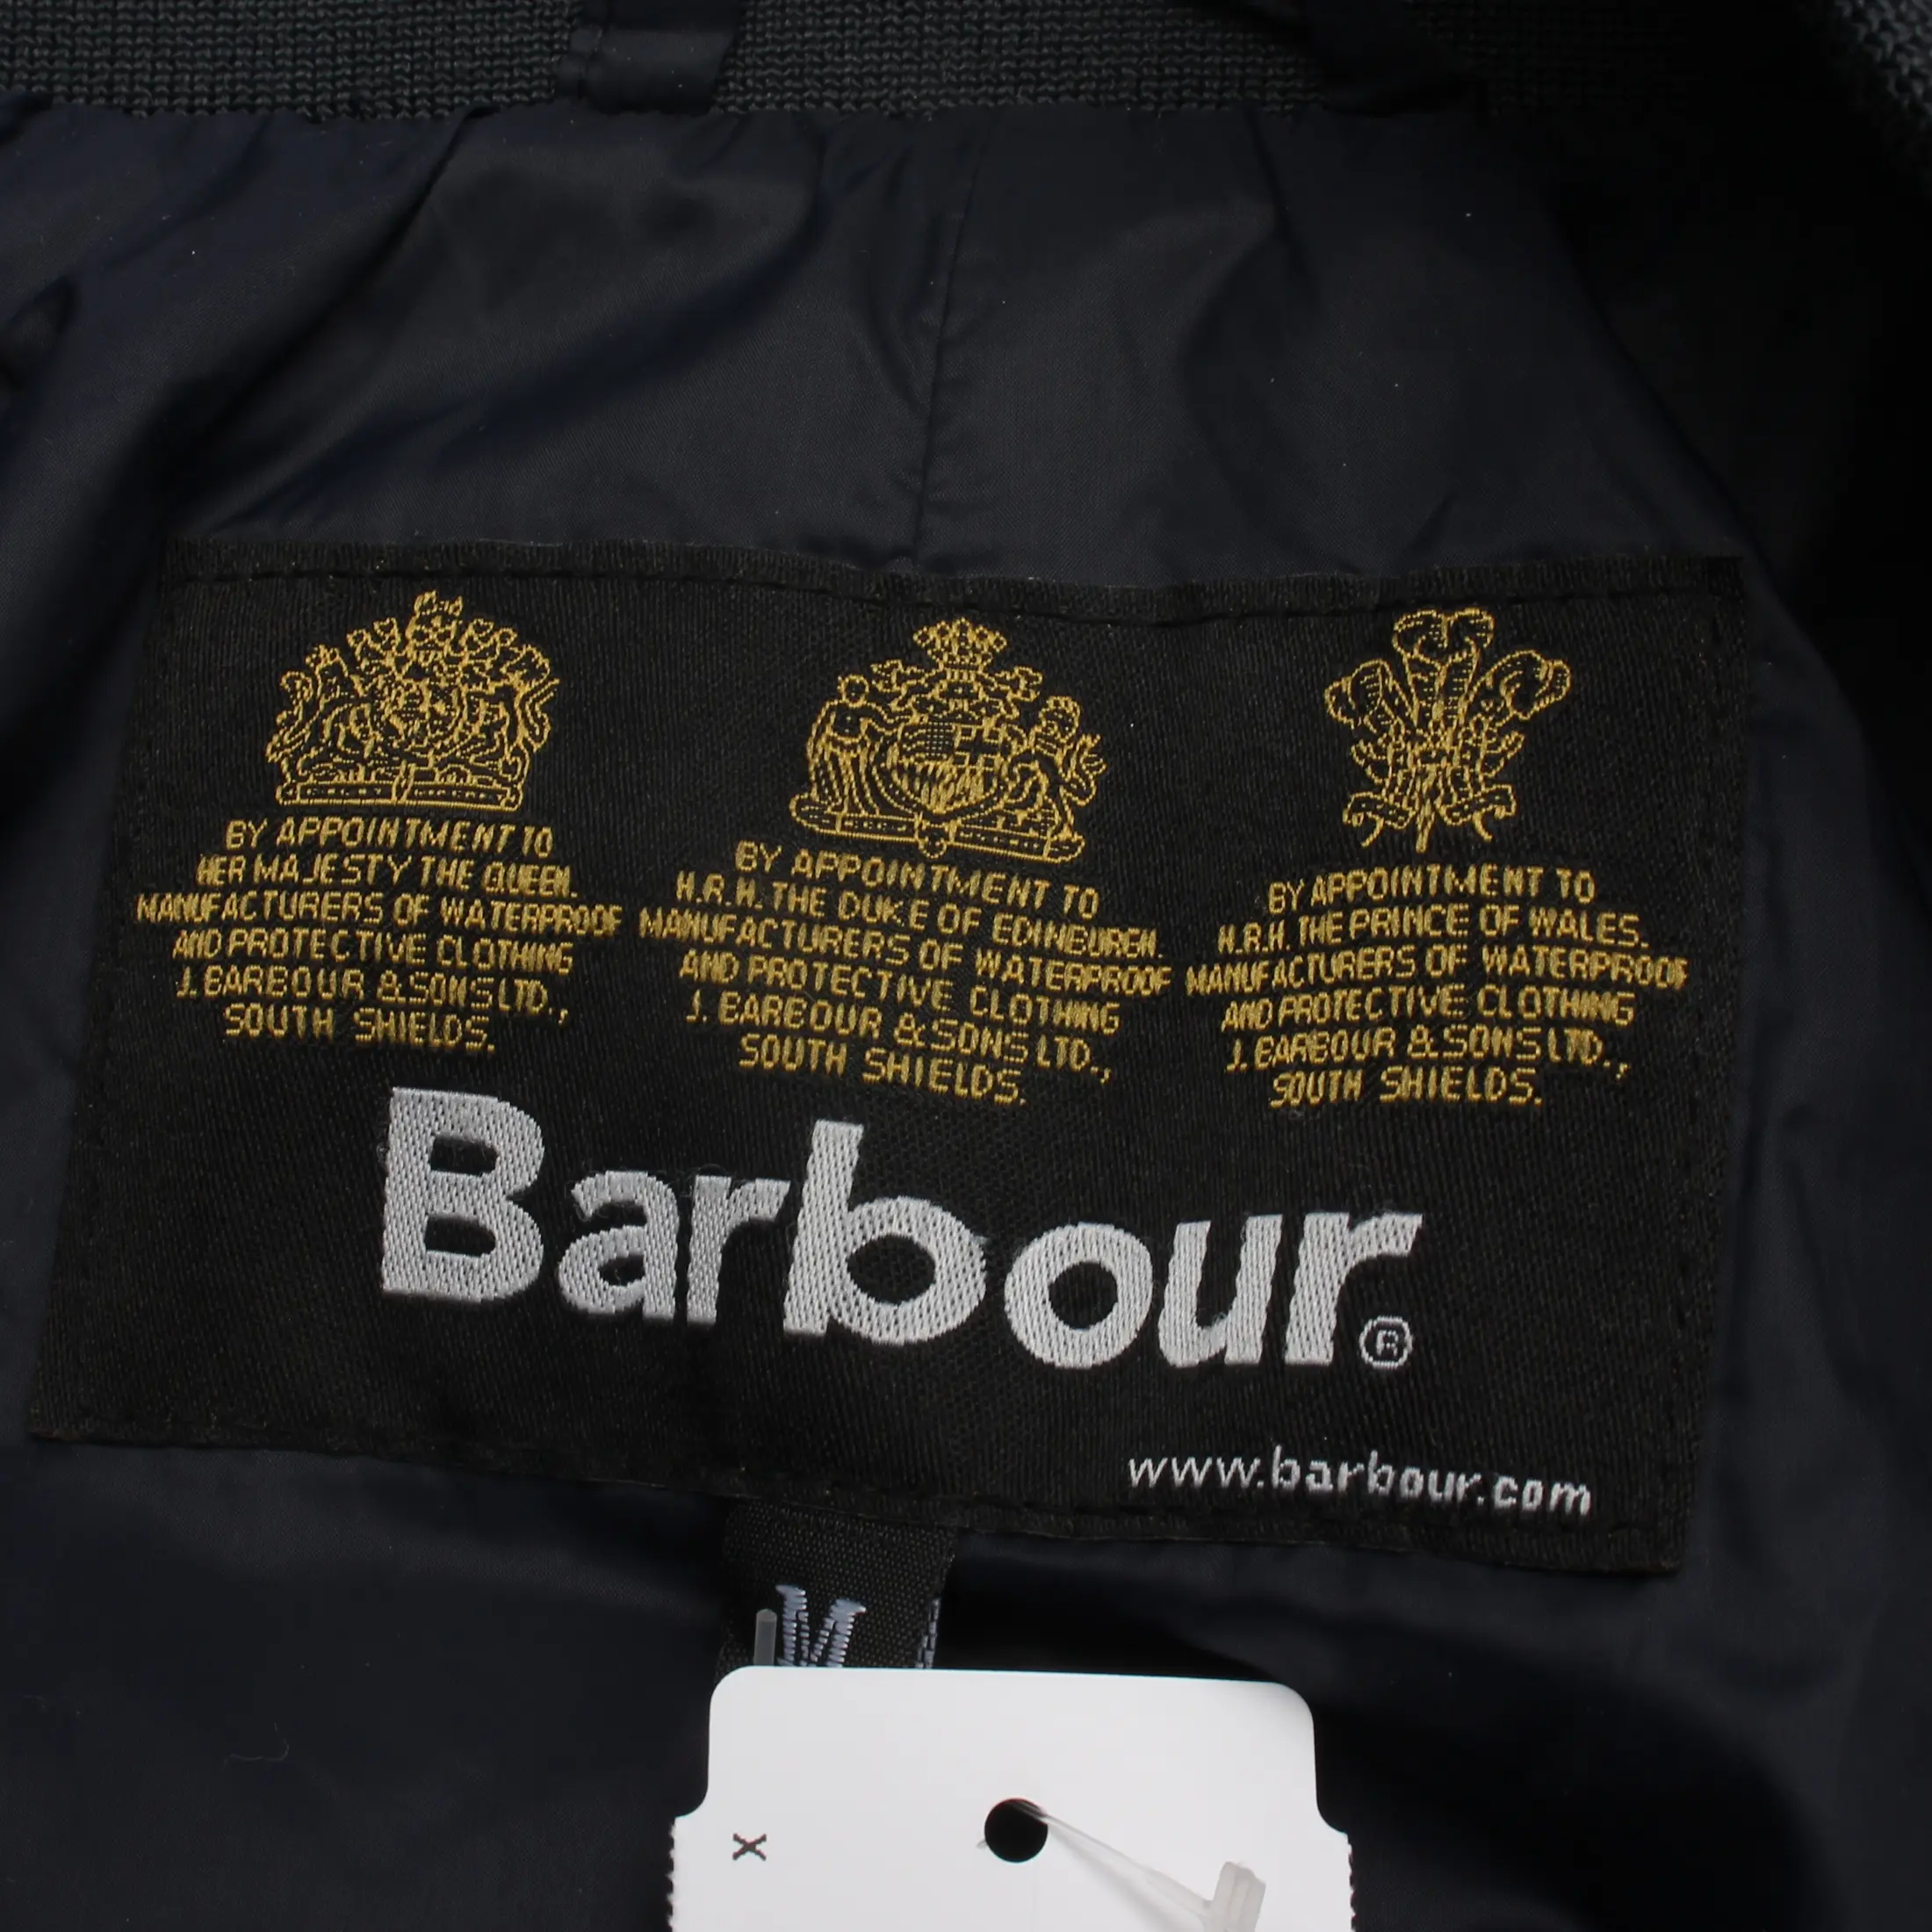 BY APPOINTMENT TO
HER MAJESTY THE QUEEN.
MANUFACTURERS OF WATERPROOF
AND PROTECTIVE CLOTHING
J. BARBOUR & SONS LTD.,
SOUTH SHIELDS.
BY APPOINTMENT TO
H.R.H. THE DUKE OF EDINBURGH.
MANUFACTURERS OF WATERPROOF
AND PROTECTIVE CLOTHING
J. BARBOUR & SONS LTD.,
SOUTH SHIELDS.
BY APPOINTMENT TO
H.R.H. THE PRINCE OF WALES.
MANUFACTURERS OF WATERPROOF
AND PROTECTIVE CLOTHING
J. BARBOUR & SONS LTD.,
SOUTH SHIELDS.
Barbour®
www.barbour.com
M
x